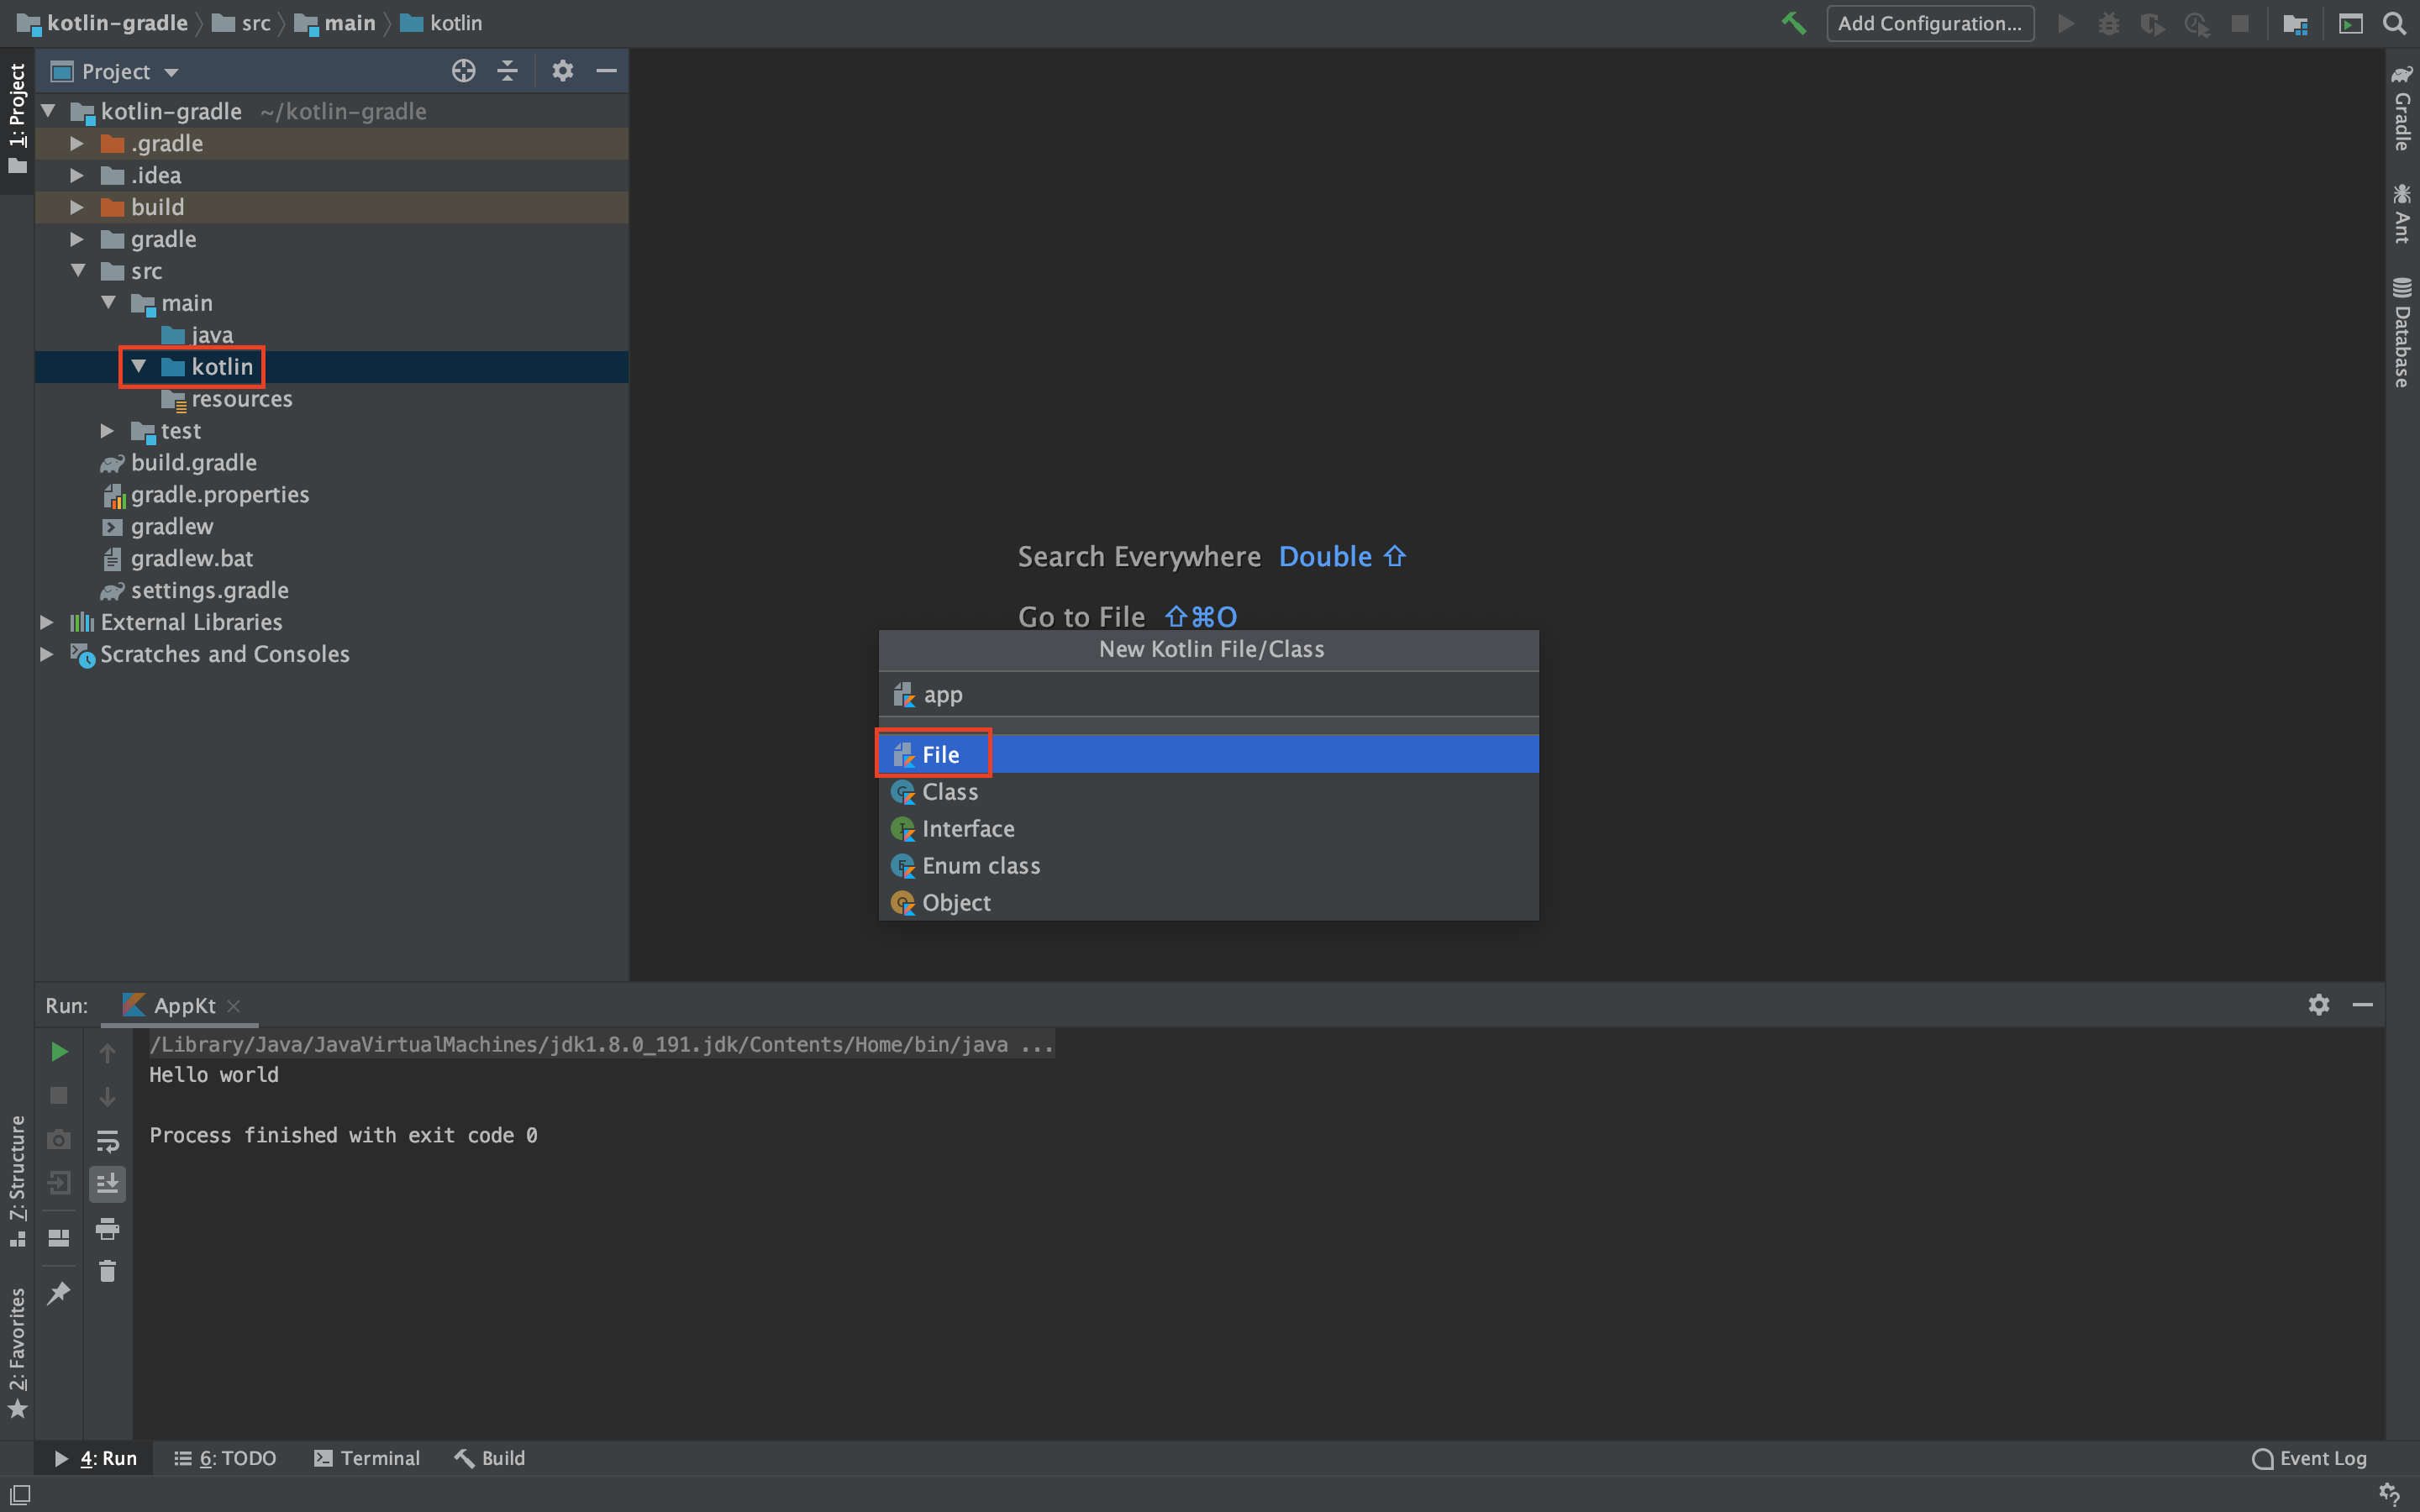 kotlin-gradle src main kotlin
Add Configuration...
Project
1: Project
kotlin-gradle ~/kotlin-gradle
.gradle
.idea
build
gradle
src
main
java
kotlin
resources
test
build.gradle
gradle.properties
gradlew
gradlew.bat
settings.gradle
External Libraries
Scratches and Consoles
Search Everywhere Double ⇧
Go to File ⇧⌘O
New Kotlin File/Class
app
File
Class
Interface
Enum class
Object
Gradle
Ant
Database
Run: AppKt
/Library/Java/JavaVirtualMachines/jdk1.8.0_191.jdk/Contents/Home/bin/java ...
Hello world
Process finished with exit code 0
7: Structure
2: Favorites
4: Run 6: TODO Terminal Build
Event Log